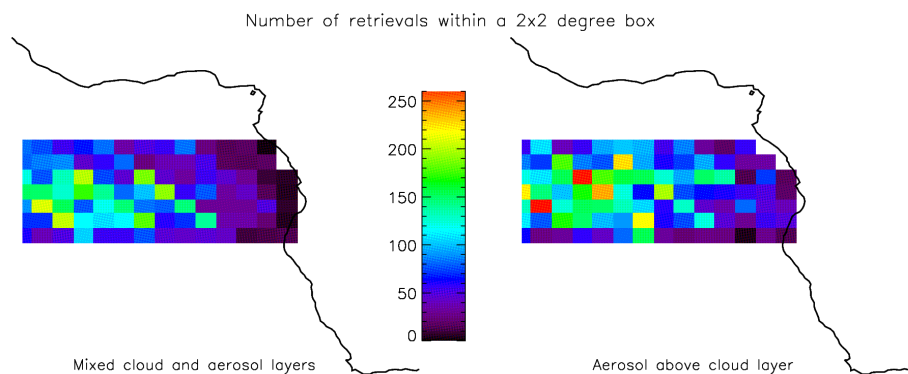 Number of retrievals within a 2x2 degree box
250
200
150
100
50
0
Mixed cloud and aerosol layers
Aerosol above cloud layer